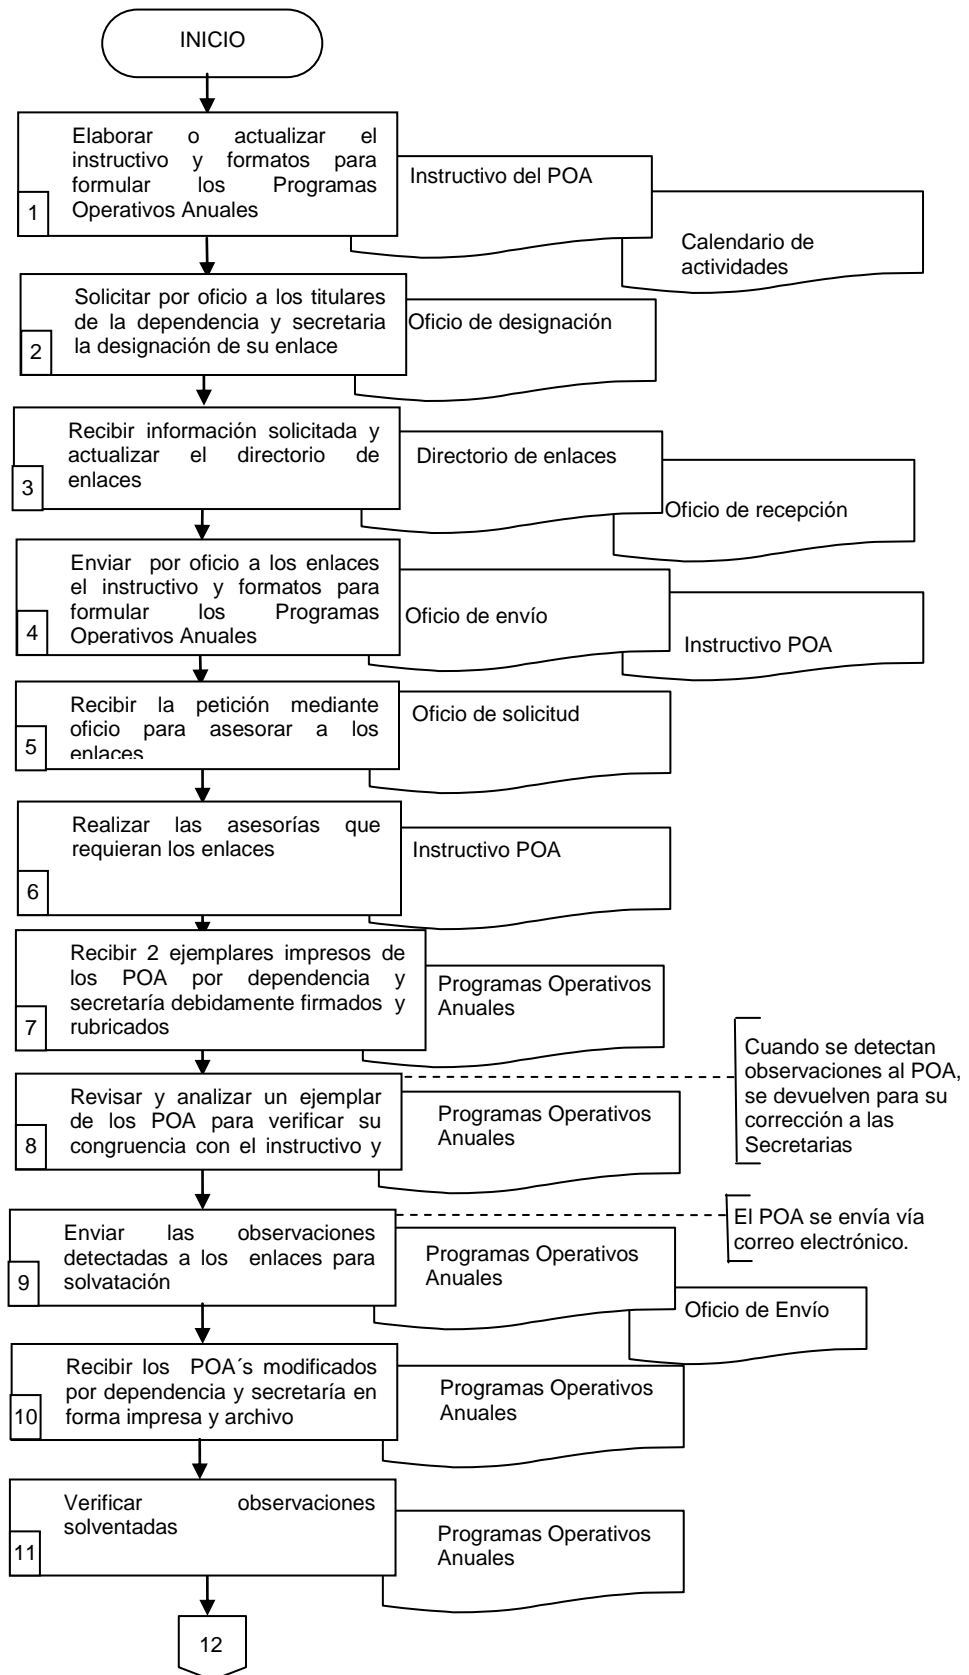 INICIO
Elaborar o actualizar el
instructivo y formatos para
formular los Programas
Operativos Anuales
1
Instructivo del POA
Calendario de
actividades
Solicitar por oficio a los titulares
de la dependencia y secretaria
la designación de su enlace
2
Oficio de designación
Recibir información solicitada y
actualizar el directorio de
enlaces
3
Directorio de enlaces
Oficio de recepción
Enviar por oficio a los enlaces
el instructivo y formatos para
formular los Programas
Operativos Anuales
4
Oficio de envío
Instructivo POA
Recibir la petición mediante
oficio para asesorar a los
enlaces
5
Oficio de solicitud
Realizar las asesorías que
requieran los enlaces
6
Instructivo POA
Recibir 2 ejemplares impresos de
los POA por dependencia y
secretaría debidamente firmados y
rubricados
7
Programas Operativos
Anuales
Revisar y analizar un ejemplar
de los POA para verificar su
congruencia con el instructivo y
8
Programas Operativos
Anuales
Cuando se detectan
observaciones al POA,
se devuelven para su
corrección a las
Secretarias
Enviar las observaciones
detectadas a los enlaces para
solvatación
9
Programas Operativos
Anuales
Oficio de Envío
El POA se envía vía
correo electrónico.
Recibir los POA´s modificados
por dependencia y secretaría en
forma impresa y archivo
10
Programas Operativos
Anuales
Verificar observaciones
solventadas
11
Programas Operativos
Anuales
12